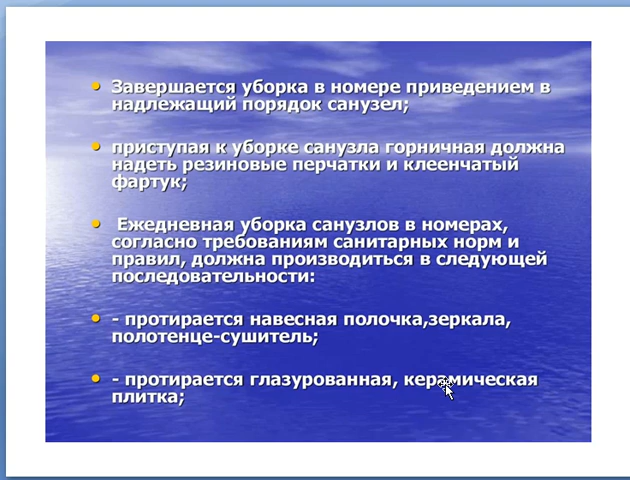 • Завершается уборка в номере приведением в
надлежащий порядок санузел;
• приступая к уборке санузла горничная должна
надеть резиновые перчатки и клеенчатый
фартук;
• Ежедневная уборка санузлов в номерах,
согласно требованиям санитарных норм и
правил, должна производиться в следующей
последовательности:
• - протирается навесная полочка,зеркала,
полотенце-сушитель;
• - протирается глазурованная, керамическая
плитка;